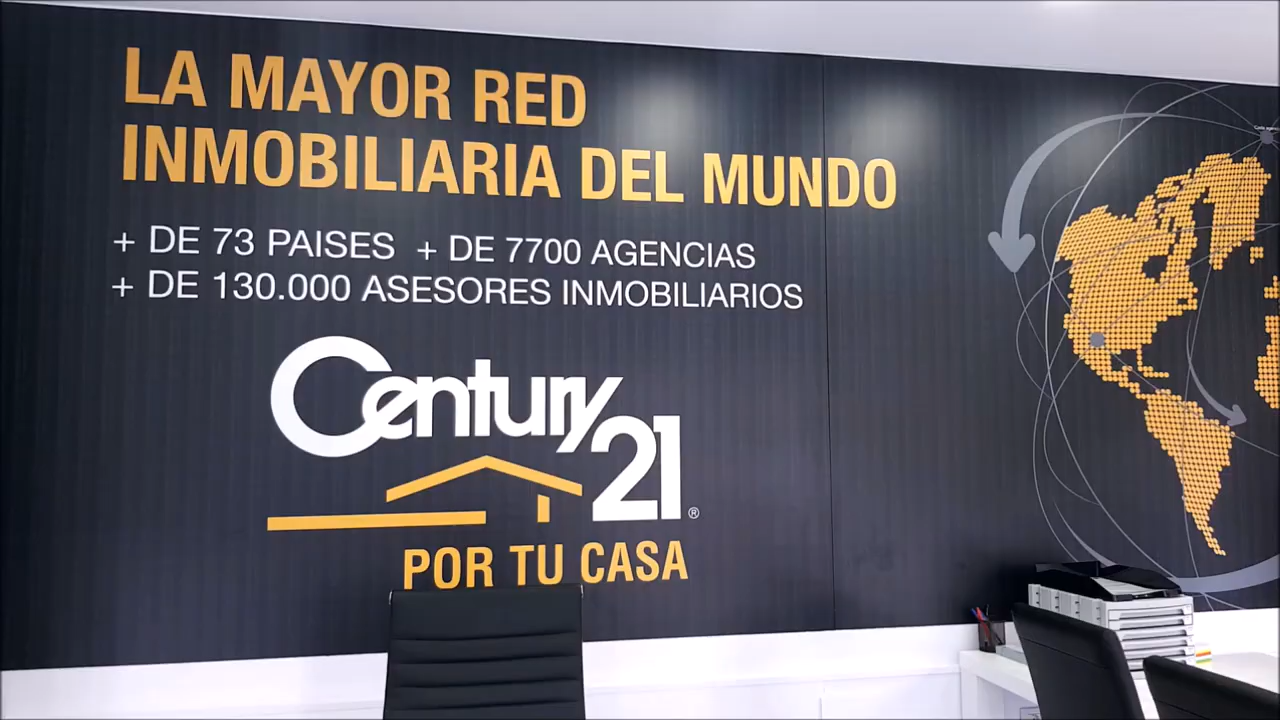 LA MAYOR RED
INMOBILIARIA DEL MUNDO
+ DE 73 PAISES + DE 7700 AGENCIAS
+ DE 130.000 ASESORES INMOBILIARIOS
Century
21®
POR TU CASA